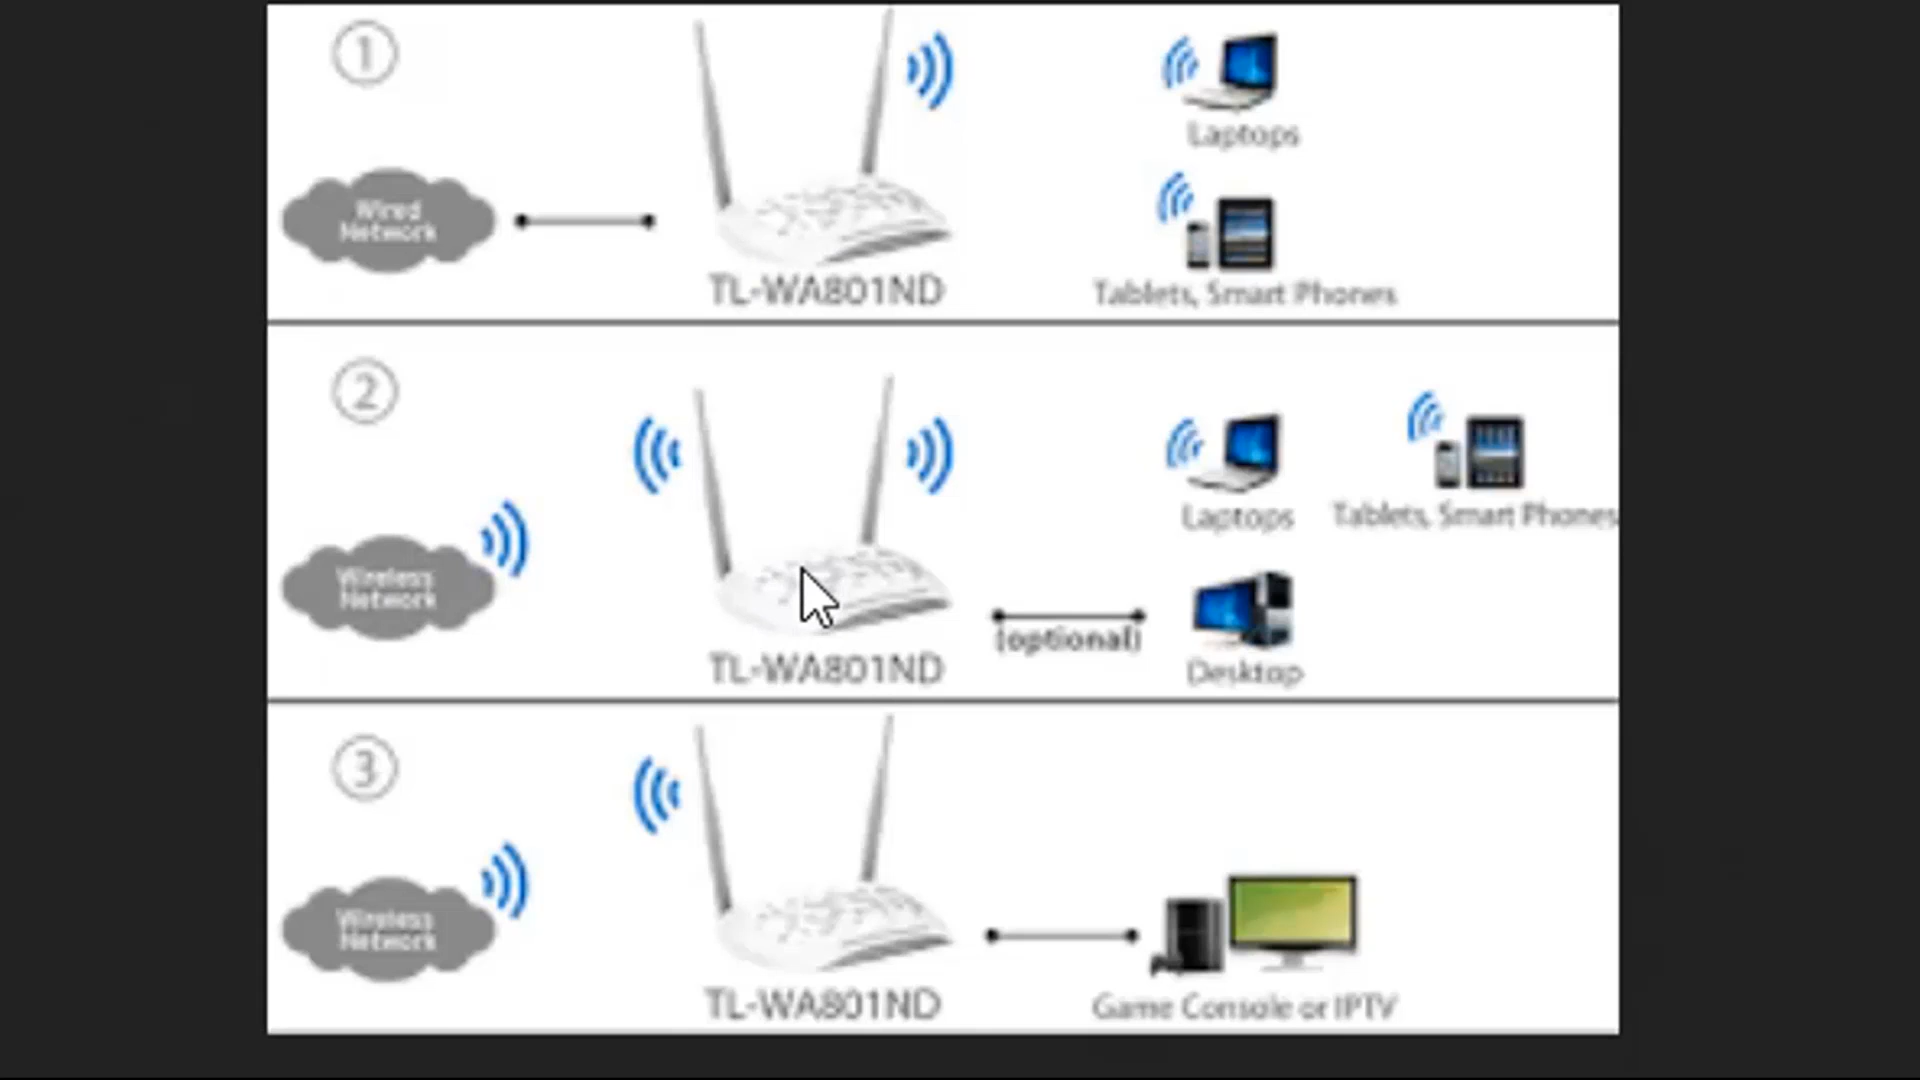 1
Laptops
Wired
Network
TL-WA801ND
Tablets, Smart Phones
2
Laptops
Tablets, Smart Phones
Wireless
Network
(optional)
TL-WA801ND
Desktop
3
Wireless
Network
TL-WA801ND
Game Console or IPTV